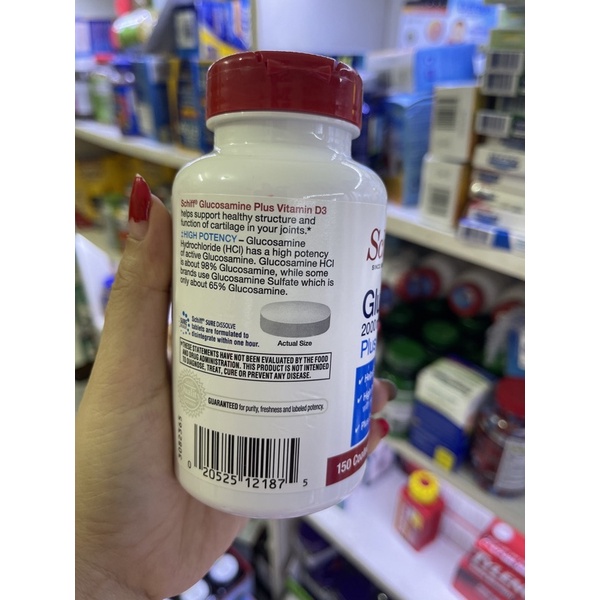 Schiff® Glucosamine Plus Vitamin D3
helps support healthy structure and
function of cartilage in your joints.*
‡HIGH POTENCY – Glucosamine
Hydrochloride (HCl) has a high potency
of active Glucosamine. Glucosamine HCl
is about 98% Glucosamine, while some
brands use Glucosamine Sulfate which is
only about 65% Glucosamine.
Schiff® SURE DISSOLVE
tablets are formulated to
disintegrate within one hour.
Actual Size
*THESE STATEMENTS HAVE NOT BEEN EVALUATED BY THE FOOD
AND DRUG ADMINISTRATION. THIS PRODUCT IS NOT INTENDED
TO DIAGNOSE, TREAT, CURE OR PREVENT ANY DISEASE.
GUARANTEED for purity, freshness and labeled potency.
3082365
0 20525 12187 5
2000
Plus
150